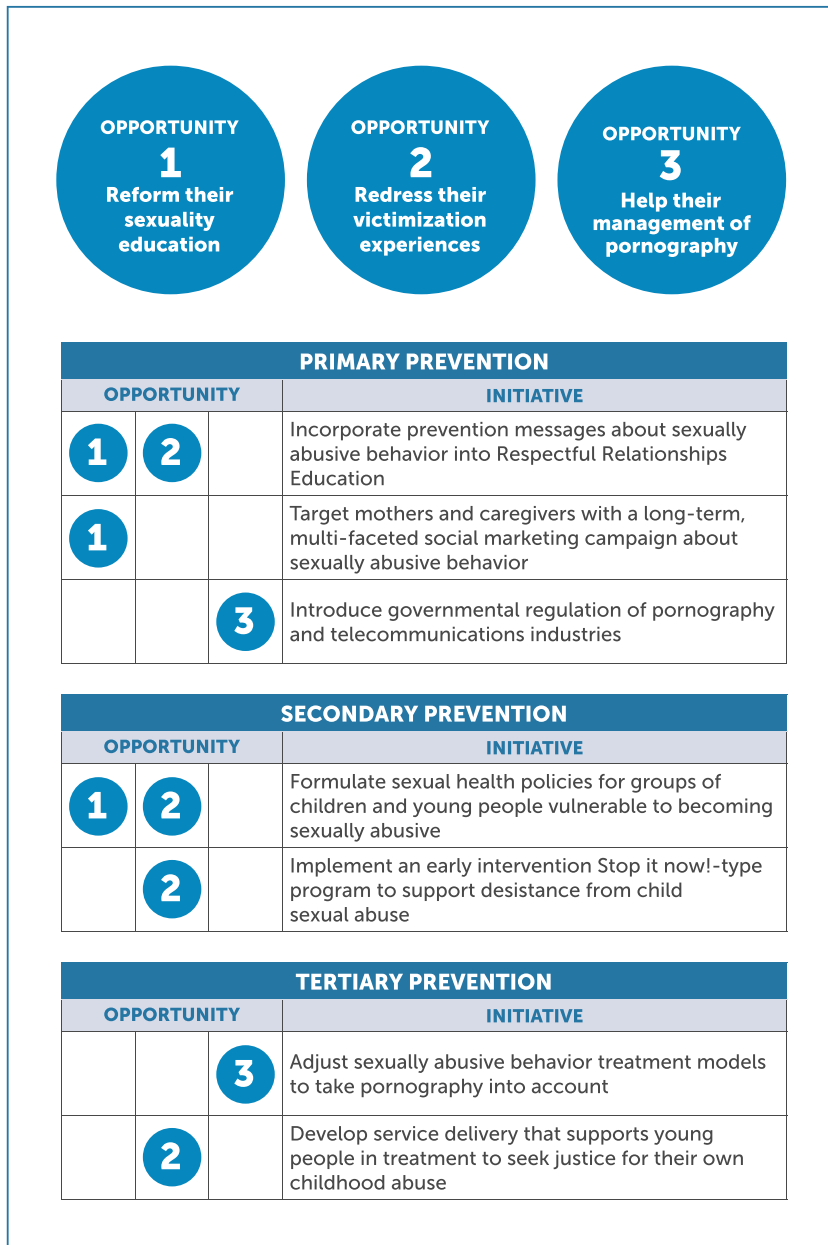 OPPORTUNITY
1
Reform their
sexuality
education
OPPORTUNITY
2
Redress their
victimization
experiences
OPPORTUNITY
3
Help their
management of
pornography
PRIMARY PREVENTION
OPPORTUNITY
INITIATIVE
1
2
Incorporate prevention messages about sexually
abusive behavior into Respectful Relationships
Education
1
Target mothers and caregivers with a long-term,
multi-faceted social marketing campaign about
sexually abusive behavior
3
Introduce governmental regulation of pornography
and telecommunications industries
SECONDARY PREVENTION
OPPORTUNITY
INITIATIVE
1
2
Formulate sexual health policies for groups of
children and young people vulnerable to becoming
sexually abusive
2
Implement an early intervention Stop it now!-type
program to support desistance from child
sexual abuse
TERTIARY PREVENTION
OPPORTUNITY
INITIATIVE
3
Adjust sexually abusive behavior treatment models
to take pornography into account
2
Develop service delivery that supports young
people in treatment to seek justice for their own
childhood abuse